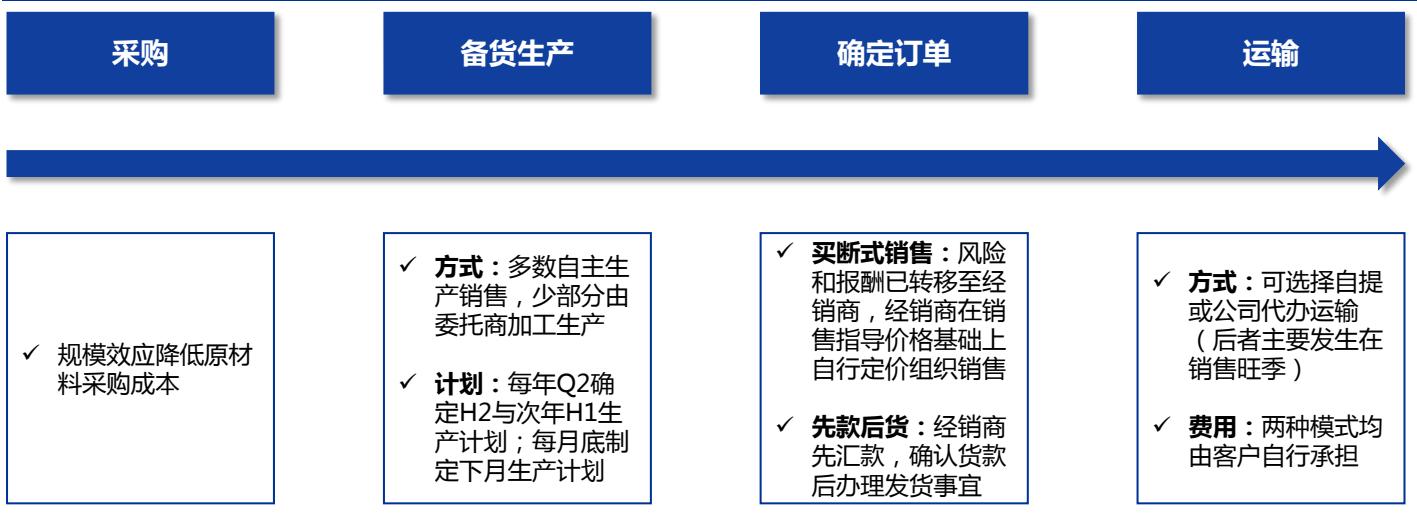 采购
备货生产
确定订单
运输
✓ 规模效应降低原材
料采购成本
✓ 方式：多数自主生
产销售，少部分由
委托商加工生产
✓ 计划：每年Q2确
定H2与次年H1生
产计划；每月底制
定下月生产计划
✓ 买断式销售：风险
和报酬已转移至经
销商，经销商在销
售指导价格基础上
自行定价组织销售
✓ 先款后货：经销商
先汇款，确认货款
后办理发货事宜
✓ 方式：可选择自提
或公司代办运输
（后者主要发生在
销售旺季）
✓ 费用：两种模式均
由客户自行承担